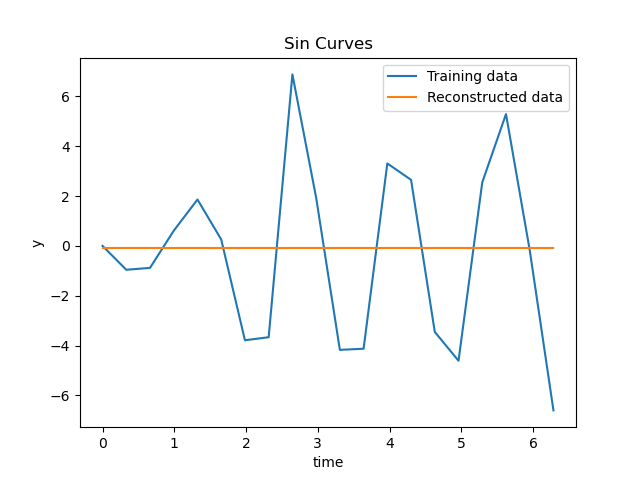 Sin Curves
Training data
Reconstructed data
y
6
4
2
0
−2
−4
−6
0 1 2 3 4 5 6
time